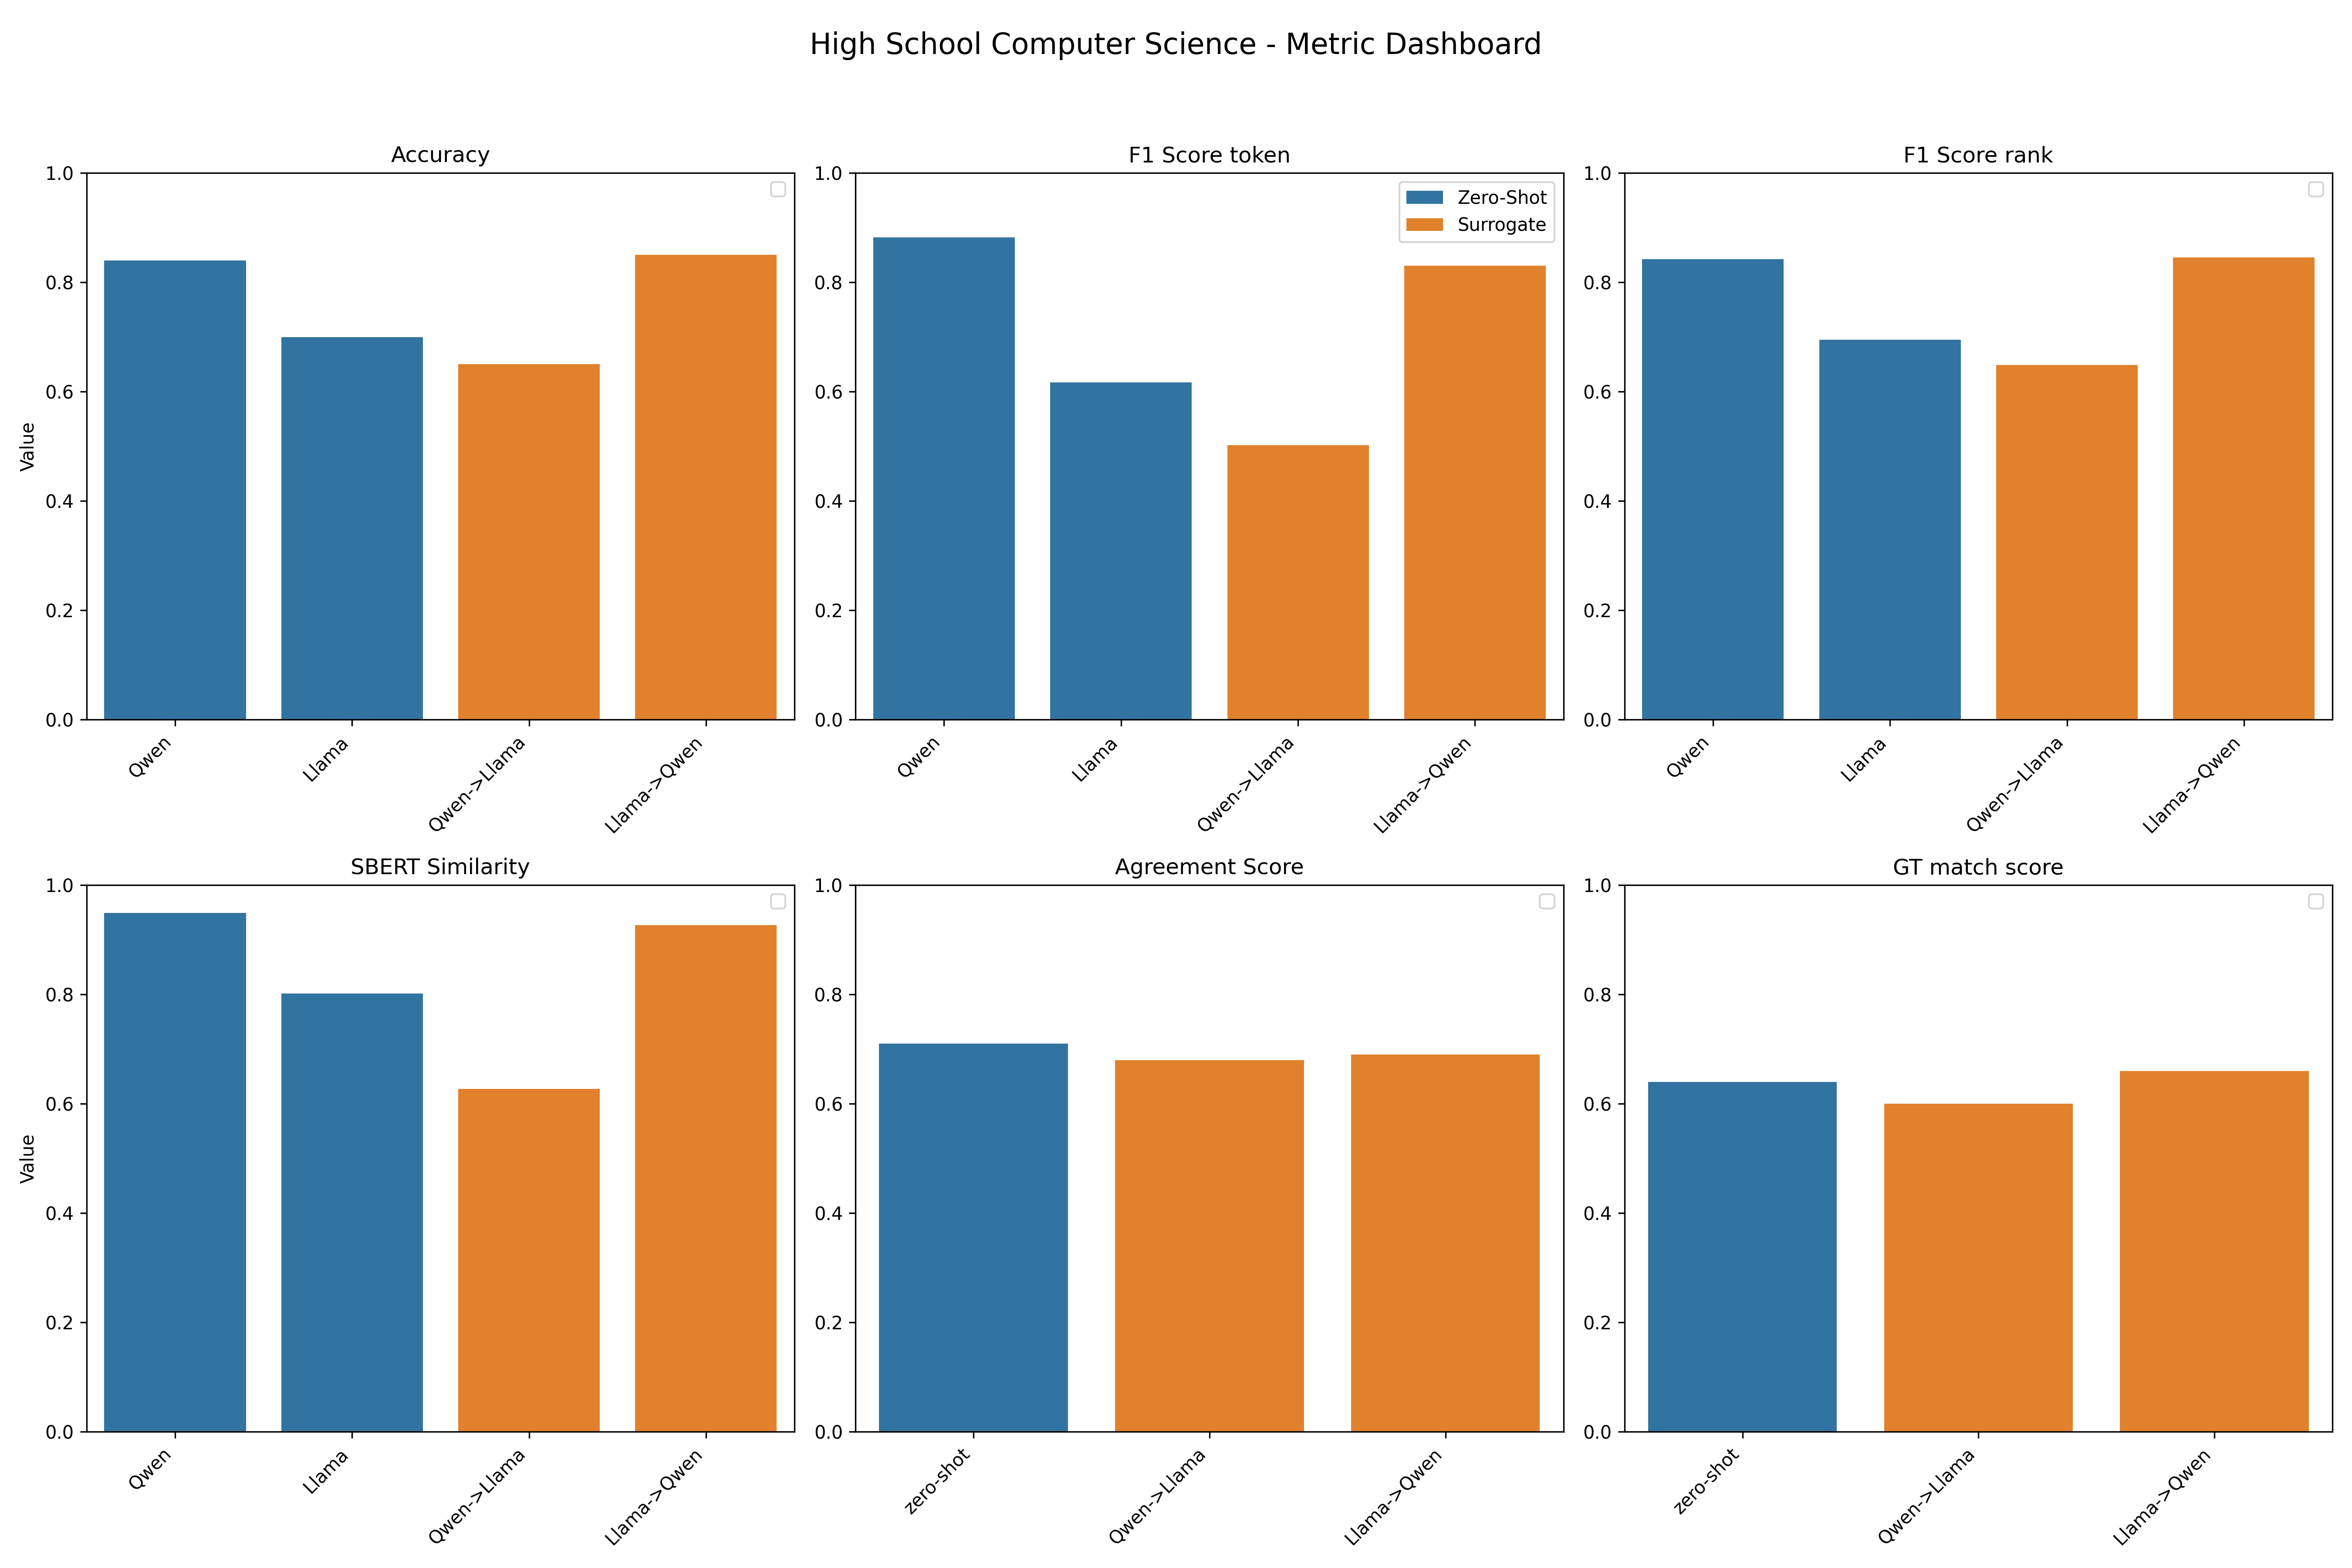 High School Computer Science - Metric Dashboard
Accuracy
Value
1.0
0.8
0.6
0.4
0.2
0.0
Qwen
Llama
Qwen->Llama
Llama->Qwen
F1 Score token
1.0
0.8
0.6
0.4
0.2
0.0
Zero-Shot
Surrogate
Qwen
Llama
Qwen->Llama
Llama->Qwen
F1 Score rank
1.0
0.8
0.6
0.4
0.2
0.0
Qwen
Llama
Qwen->Llama
Llama->Qwen
SBERT Similarity
Value
1.0
0.8
0.6
0.4
0.2
0.0
Qwen
Llama
Qwen->Llama
Llama->Qwen
Agreement Score
1.0
0.8
0.6
0.4
0.2
0.0
zero-shot
Qwen->Llama
Llama->Qwen
GT match score
1.0
0.8
0.6
0.4
0.2
0.0
zero-shot
Qwen->Llama
Llama->Qwen